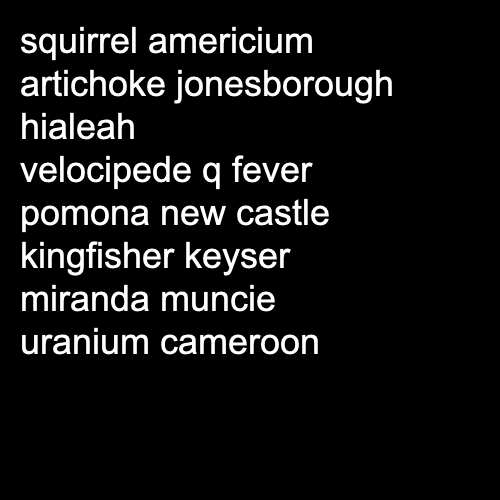 squirrel americium
artichoke jonesborough
hialeah
velocipede q fever
pomona new castle
kingfisher keyser
miranda muncie
uranium cameroon